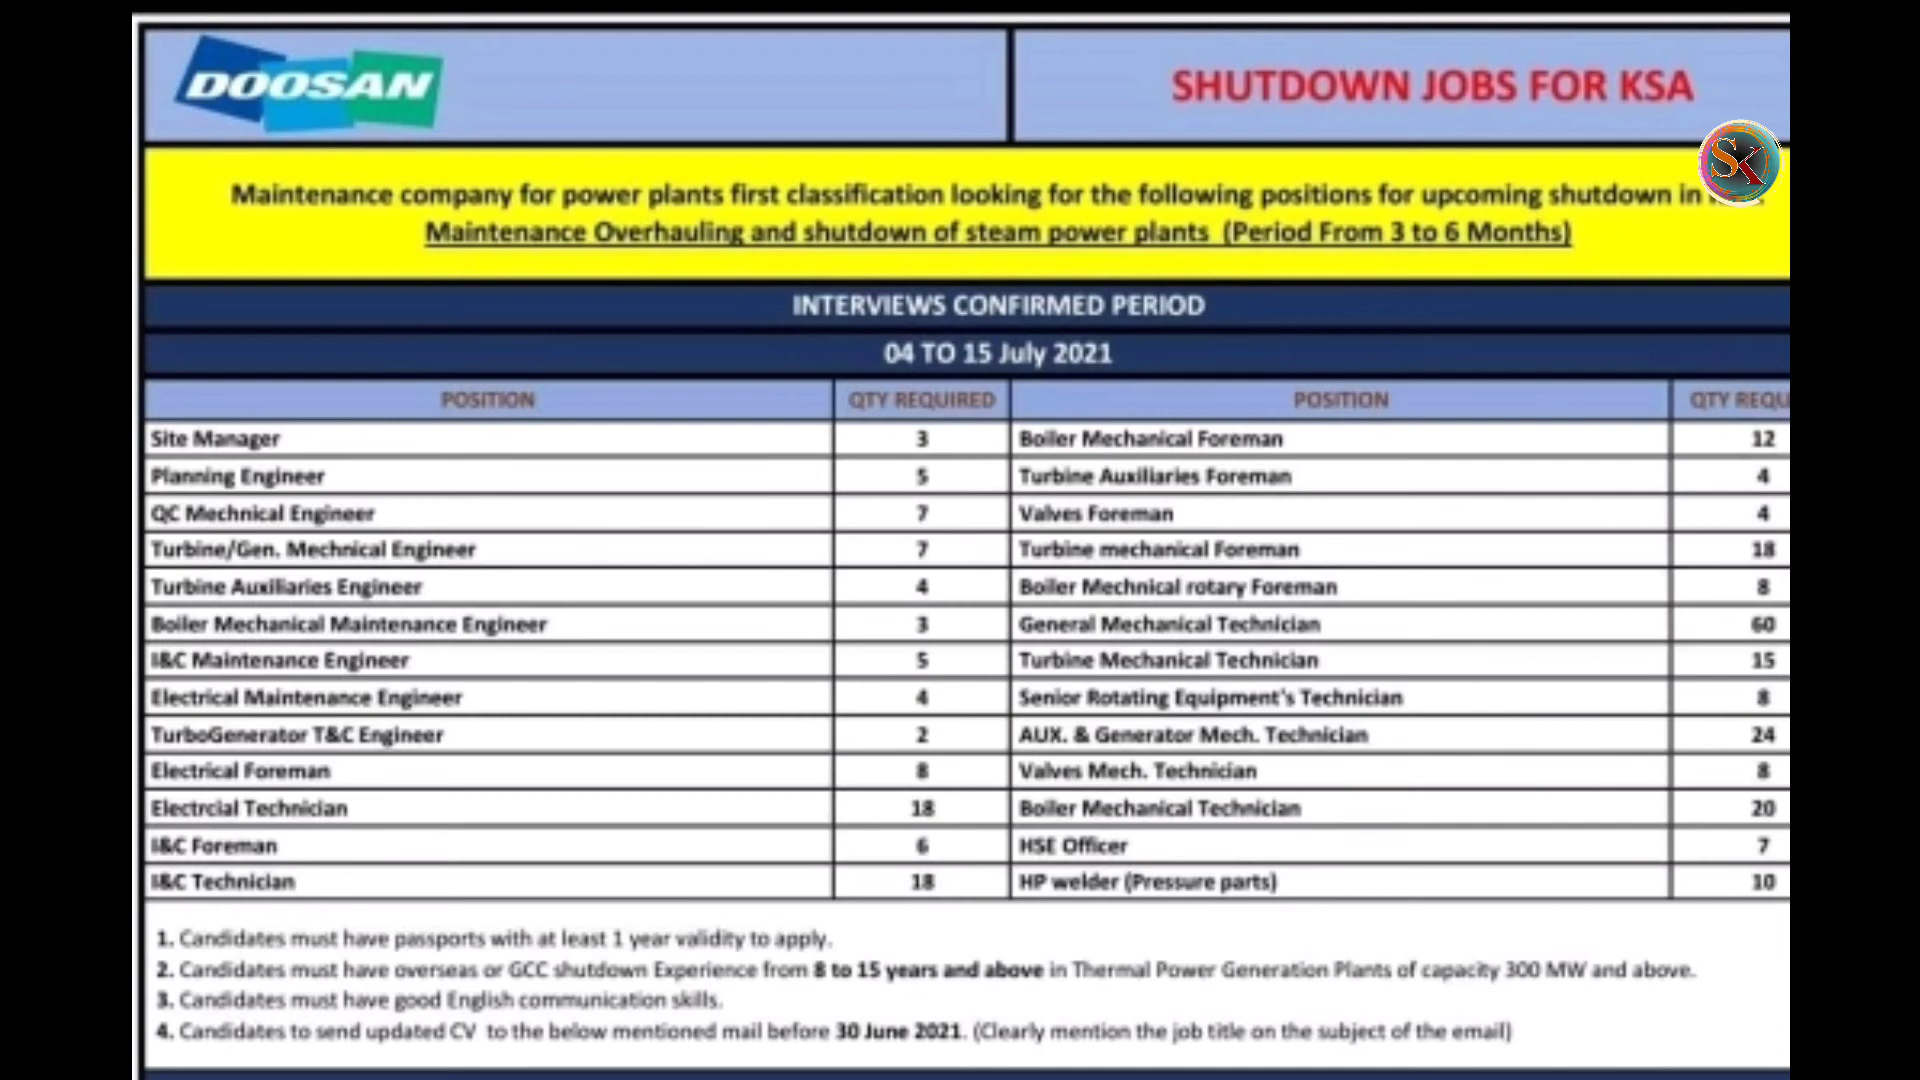 DOOSAN
SHUTDOWN JOBS FOR KSA
SK
Maintenance company for power plants first classification looking for the following positions for upcoming shutdown in
Maintenance Overhauling and shutdown of steam power plants (Period From 3 to 6 Months)
INTERVIEWS CONFIRMED PERIOD
04 TO 15 July 2021
POSITION QTY REQUIRED POSITION QTY REQU
Site Manager 3 Boiler Mechanical Foreman 12
Planning Engineer 5 Turbine Auxiliaries Foreman 4
QC Mechnical Engineer 7 Valves Foreman 4
Turbine/Gen. Mechnical Engineer 7 Turbine mechanical Foreman 18
Turbine Auxiliaries Engineer 4 Boiler Mechnical rotary Foreman 8
Boiler Mechanical Maintenance Engineer 3 General Mechanical Technician 60
I&C Maintenance Engineer 5 Turbine Mechanical Technician 15
Electrical Maintenance Engineer 4 Senior Rotating Equipment's Technician 8
TurboGenerator T&C Engineer 2 AUX. & Generator Mech. Technician 24
Electrical Foreman 8 Valves Mech. Technician 8
Electrcial Technician 18 Boiler Mechanical Technician 20
I&C Foreman 6 HSE Officer 7
I&C Technician 18 HP welder (Pressure parts) 10
1. Candidates must have passports with at least 1 year validity to apply.
2. Candidates must have overseas or GCC shutdown Experience from 8 to 15 years and above in Thermal Power Generation Plants of capacity 300 MW and above.
3. Candidates must have good English communication skills.
4. Candidates to send updated CV to the below mentioned mail before 30 June 2021. (Clearly mention the job title on the subject of the email)